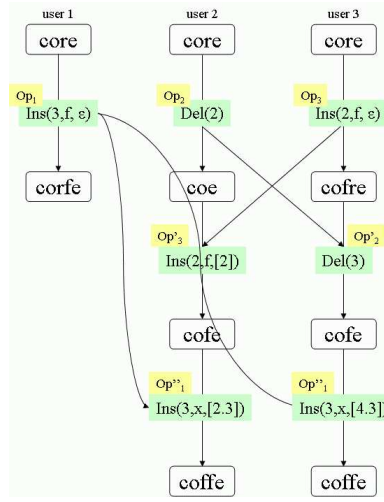 user 1 user 2 user 3
core core core
Op1 Op2 Op3
Ins(3,f, ε) Del(2) Ins(2,f, ε)
corfe coe cofre
Op'3 Op'2
Ins(2,f,[2]) Del(3)
cofe cofe
Op''1 Op''1
Ins(3,x,[2.3]) Ins(3,x,[4.3])
coffe coffe